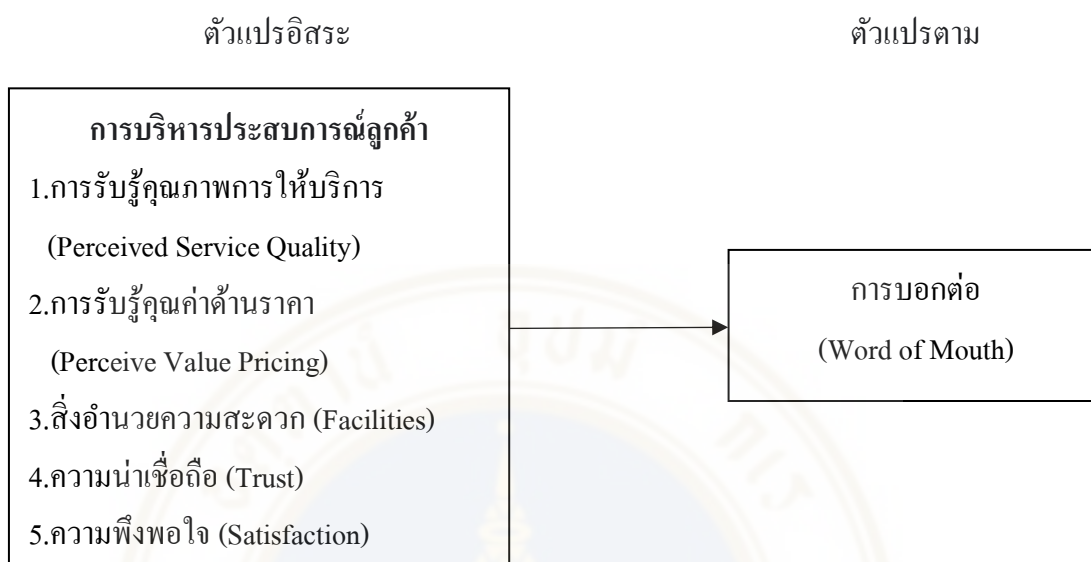 ตัวแปรอิสระ
ตัวแปรตาม
การบริหารประสบการณ์ลูกค้า
1.การรับรู้คุณภาพการให้บริการ
(Perceived Service Quality)
2.การรับรู้คุณค่าด้านราคา
(Perceive Value Pricing)
3.สิ่งอำนวยความสะดวก (Facilities)
4.ความน่าเชื่อถือ (Trust)
5.ความพึงพอใจ (Satisfaction)
การบอกต่อ
(Word of Mouth)